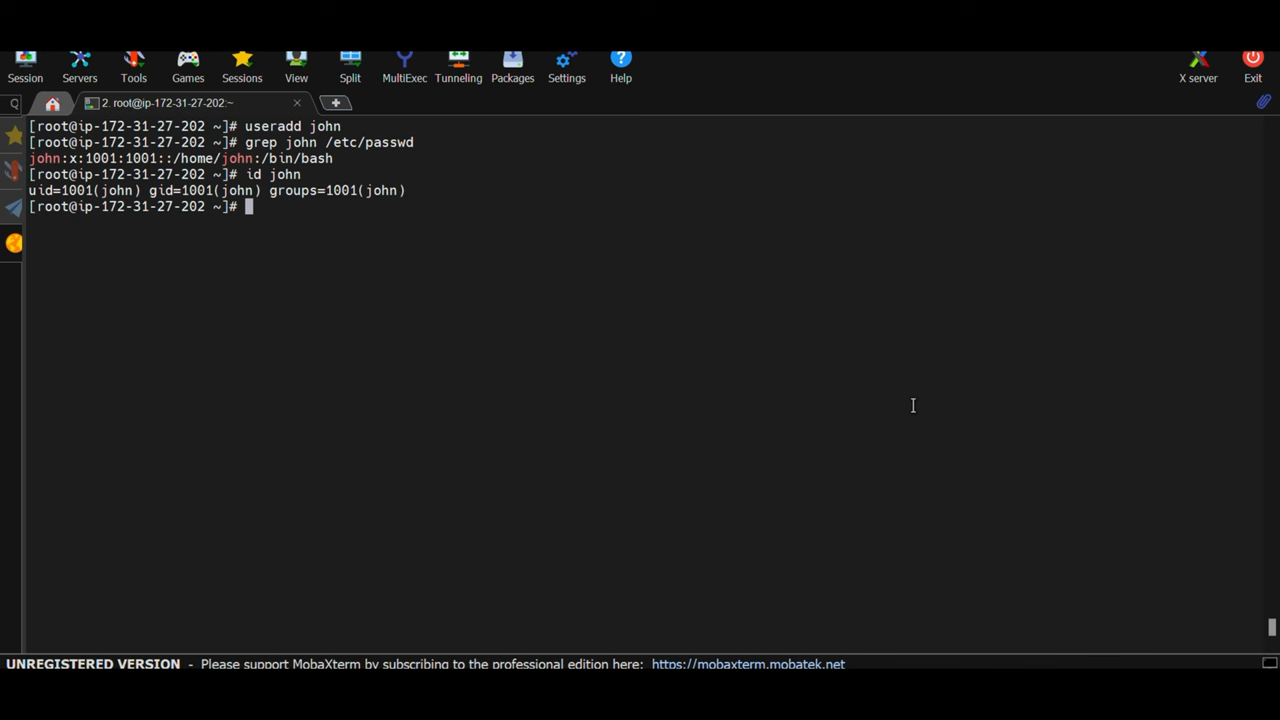 Session Servers Tools Games Sessions View Split MultiExec Tunneling Packages Settings Help X server Exit
2. root@ip-172-31-27-202:~
[root@ip-172-31-27-202 ~]# useradd john
[root@ip-172-31-27-202 ~]# grep john /etc/passwd
john:x:1001:1001::/home/john:/bin/bash
[root@ip-172-31-27-202 ~]# id john
uid=1001(john) gid=1001(john) groups=1001(john)
[root@ip-172-31-27-202 ~]#
UNREGISTERED VERSION - Please support MobaXterm by subscribing to the professional edition here: https://mobaxterm.mobatek.net